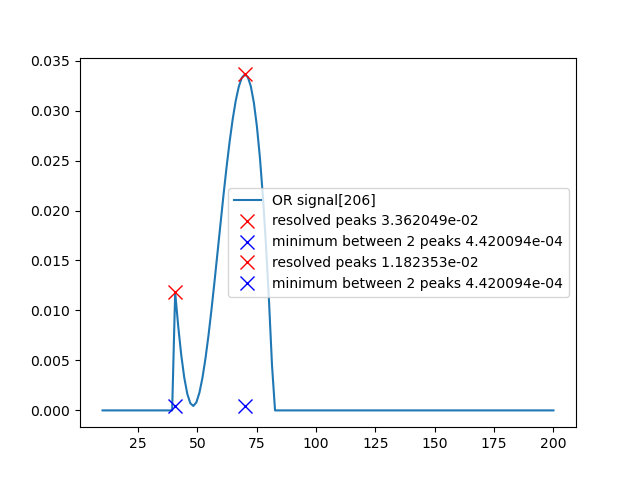 0.035
0.030
0.025
0.020
0.015
0.010
0.005
0.000
OR signal[206]
resolved peaks 3.362049e-02
minimum between 2 peaks 4.420094e-04
resolved peaks 1.182353e-02
minimum between 2 peaks 4.420094e-04
25 50 75 100 125 150 175 200